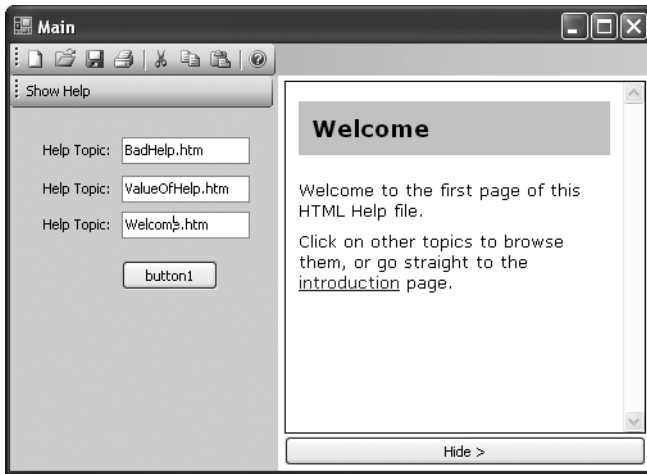 Main
Show Help
Help Topic: BadHelp.htm
Help Topic: ValueOfHelp.htm
Help Topic: Welcome.htm
button1
Welcome
Welcome to the first page of this
HTML Help file.
Click on other topics to browse
them, or go straight to the
introduction page.
Hide >